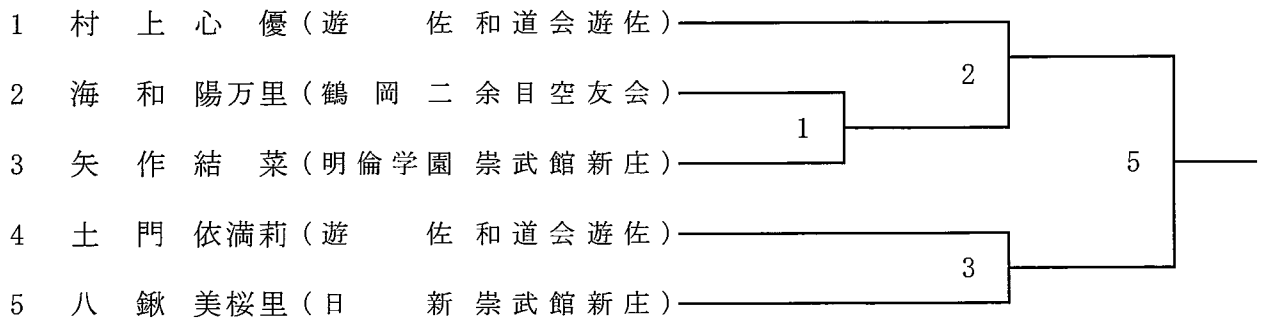 1 村上心優(遊佐 和道会遊佐)
2 海和陽万里(鶴岡二 余目空友会)
3 矢作結菜(明倫学園 崇武館新庄)
4 土門依満莉(遊佐 和道会遊佐)
5 八鍬美桜里(日新 崇武館新庄)
1
2
3
5